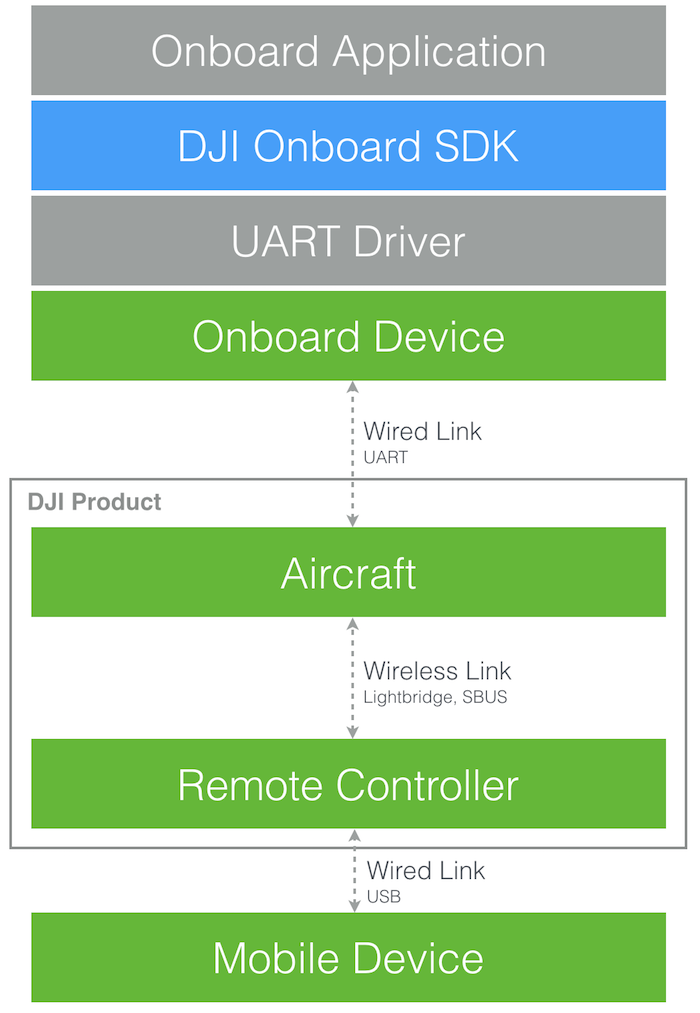 Onboard Application
DJI Onboard SDK
UART Driver
Onboard Device
Wired Link
UART
DJI Product
Aircraft
Wireless Link
Lightbridge, SBUS
Remote Controller
Wired Link
USB
Mobile Device